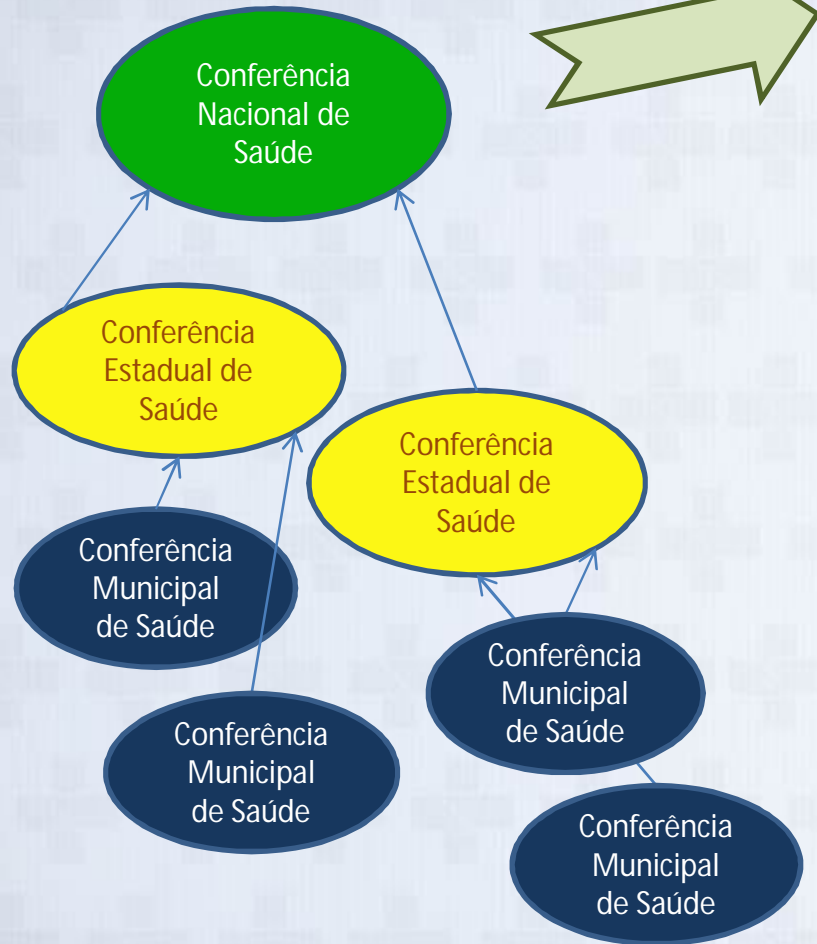 Conferência
Nacional de
Saúde
Conferência
Estadual de
Saúde
Conferência
Estadual de
Saúde
Conferência
Municipal
de Saúde
Conferência
Municipal
de Saúde
Conferência
Municipal
de Saúde
Conferência
Municipal
de Saúde